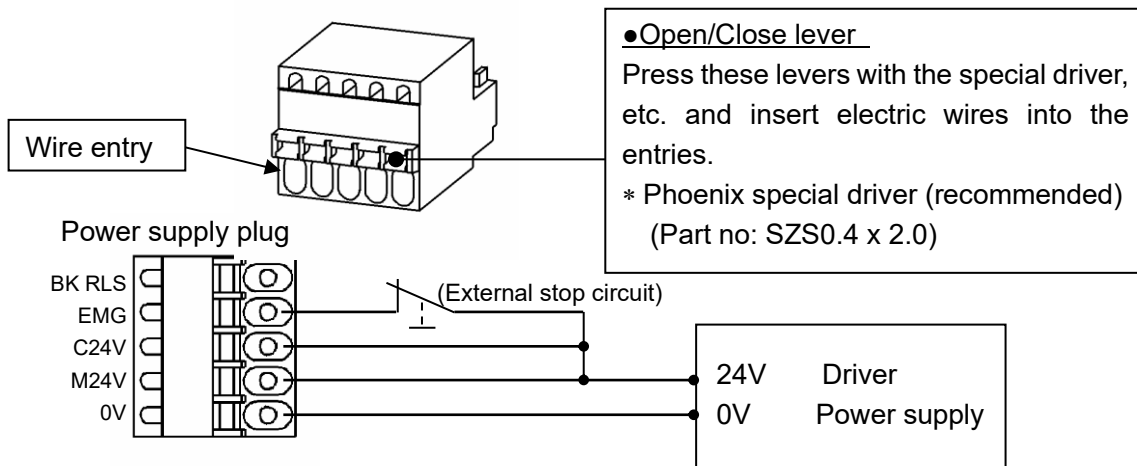 ●Open/Close lever
Press these levers with the special driver,
etc. and insert electric wires into the
entries.
* Phoenix special driver (recommended)
(Part no: SZS0.4 x 2.0)
Wire entry
Power supply plug
BK RLS
EMG
C24V
M24V
0V
(External stop circuit)
24V Driver
0V Power supply